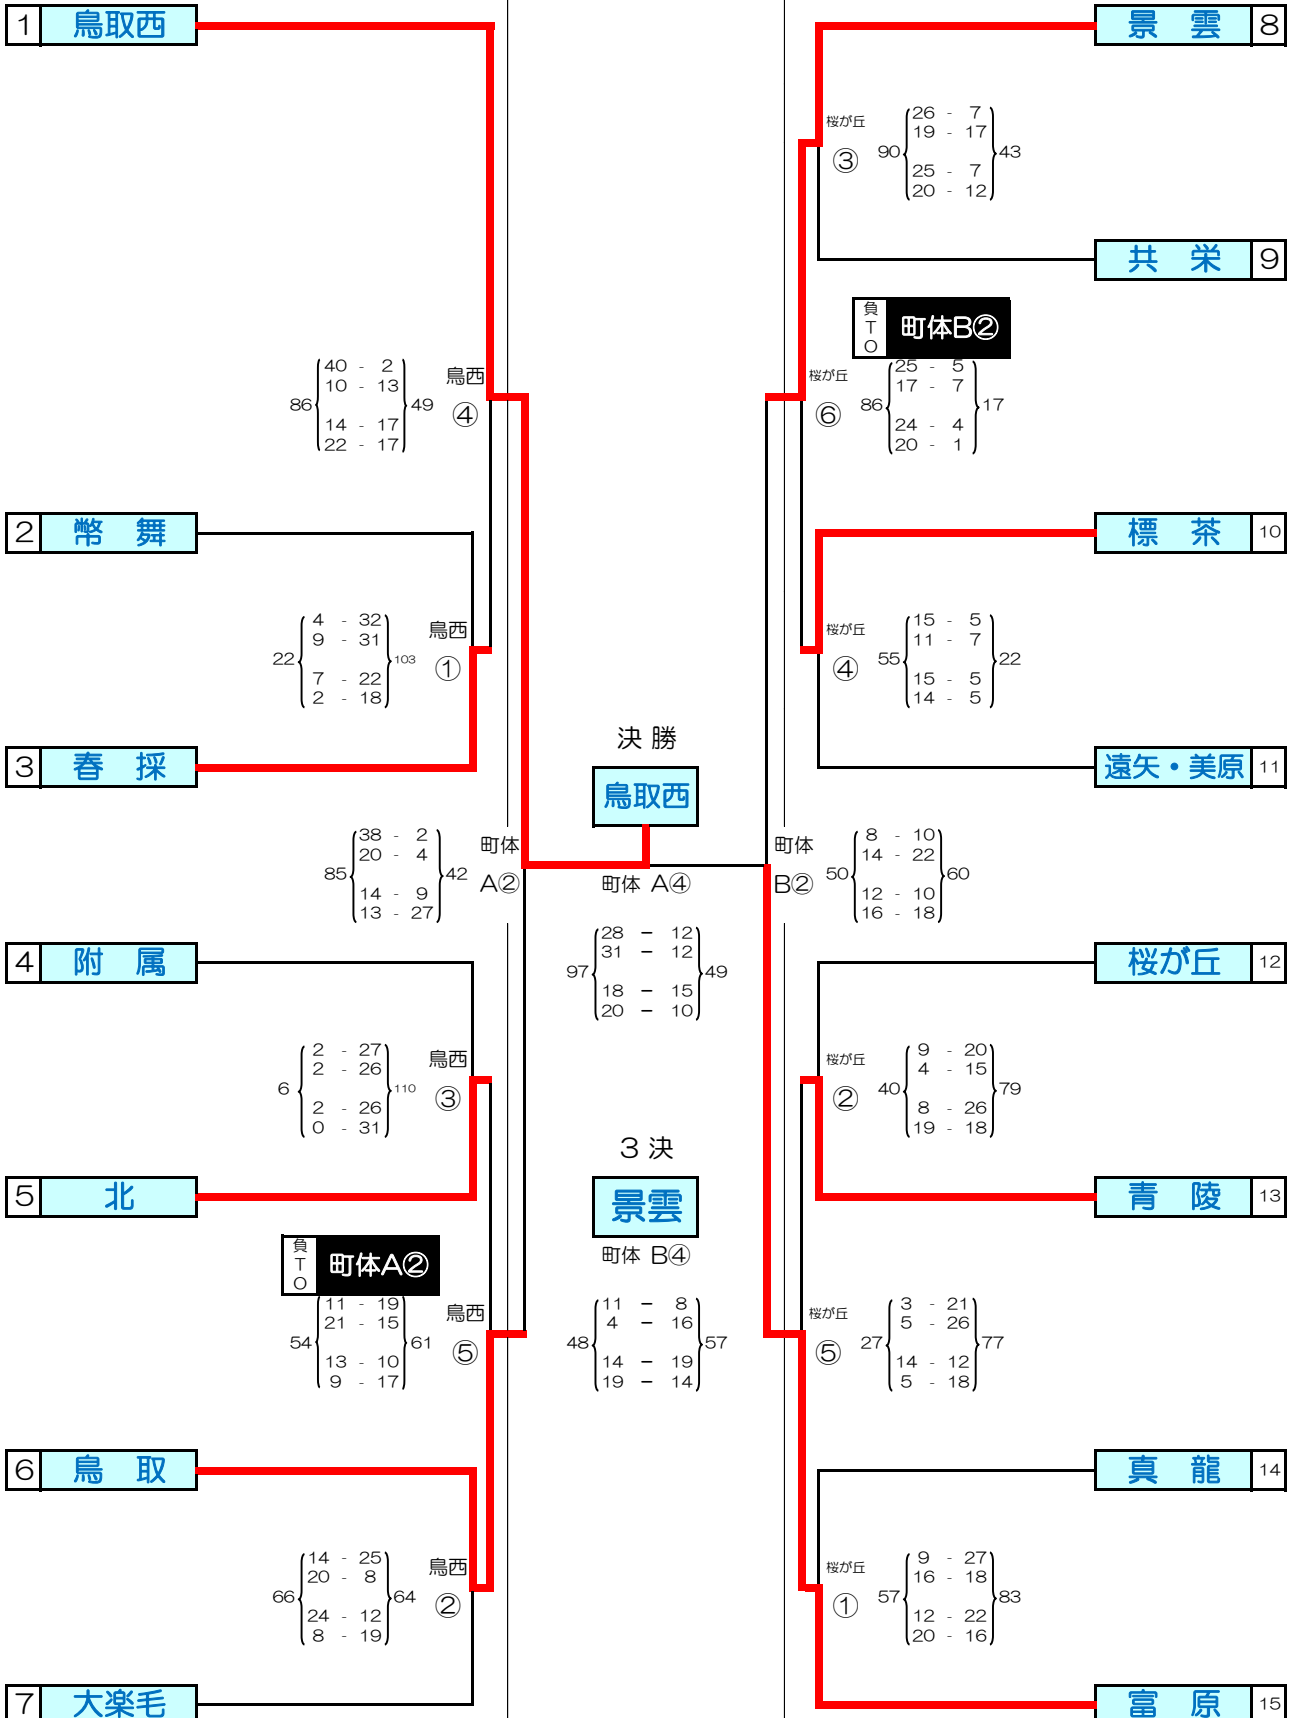 1 鳥取西
40 - 2
10 - 13
86 49
14 - 17
22 - 17
鳥西
④
2 幣 舞
4 - 32
9 - 31
22 103
7 - 22
2 - 18
鳥西
①
3 春 採
38 - 2
20 - 4
85 42
14 - 9
13 - 27
町体
A②
4 附 属
2 - 27
2 - 26
6 110
2 - 26
0 - 31
鳥西
③
5 北
負TO 町体A②
11 - 19
21 - 15
54 61
13 - 10
9 - 17
鳥西
⑤
6 鳥 取
14 - 25
20 - 8
66 64
24 - 12
8 - 19
鳥西
②
7 大楽毛
決 勝
鳥取西
町体 A④
28 - 12
31 - 12
97 49
18 - 15
20 - 10
3 決
景雲
町体 B④
11 - 8
4 - 16
48 57
14 - 19
19 - 14
景 雲 8
桜が丘
③
26 - 7
19 - 17
90 43
25 - 7
20 - 12
共 栄 9
負TO 町体B②
桜が丘
⑥
25 - 5
17 - 7
86 17
24 - 4
20 - 1
標 茶 10
桜が丘
④
15 - 5
11 - 7
55 22
15 - 5
14 - 5
遠矢・美原 11
町体
B②
8 - 10
14 - 22
50 60
12 - 10
16 - 18
桜が丘 12
桜が丘
②
9 - 20
4 - 15
40 79
8 - 26
19 - 18
青 陵 13
桜が丘
⑤
3 - 21
5 - 26
27 77
14 - 12
5 - 18
真 龍 14
桜が丘
①
9 - 27
16 - 18
57 83
12 - 22
20 - 16
富 原 15